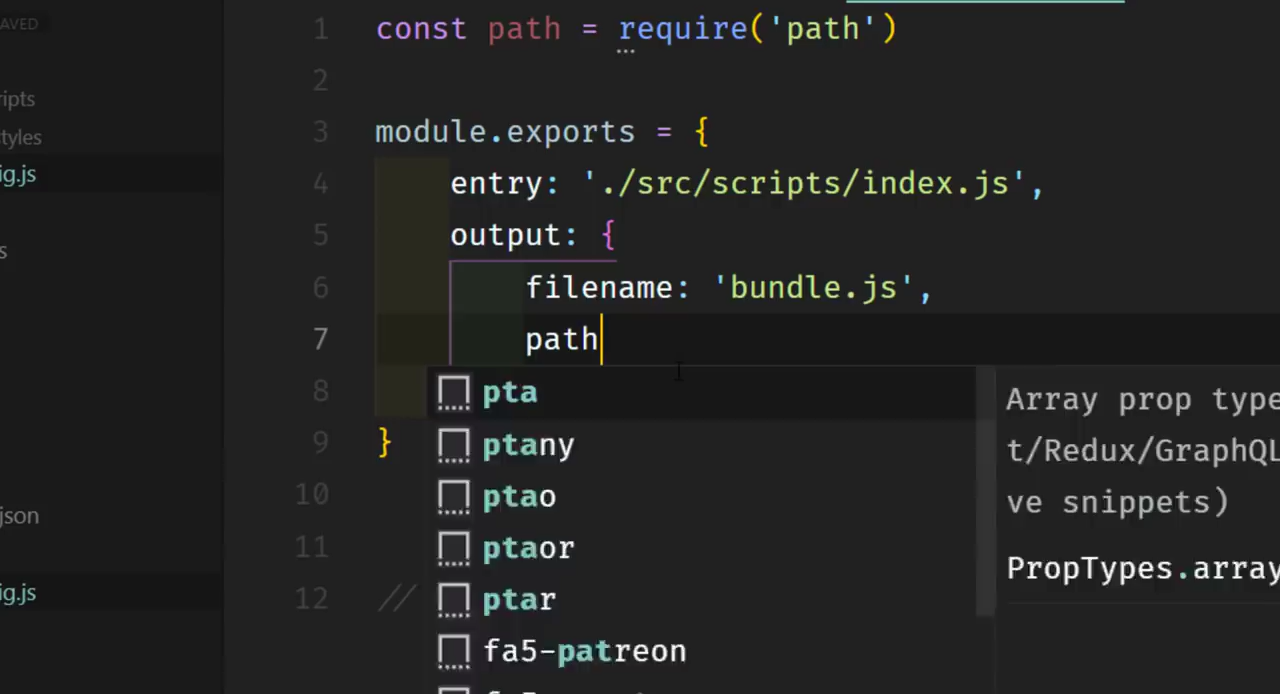 AVED
ripts
tyles
ig.js
s
json
ig.js
1 const path = require('path')
2
3 module.exports = {
4 entry: './src/scripts/index.js',
5 output: {
6 filename: 'bundle.js',
7 path
8
9 }
10
11
12 //
pta
ptany
ptao
ptaor
ptar
fa5-patreon
Array prop type
t/Redux/GraphQL
ve snippets)
PropTypes.array